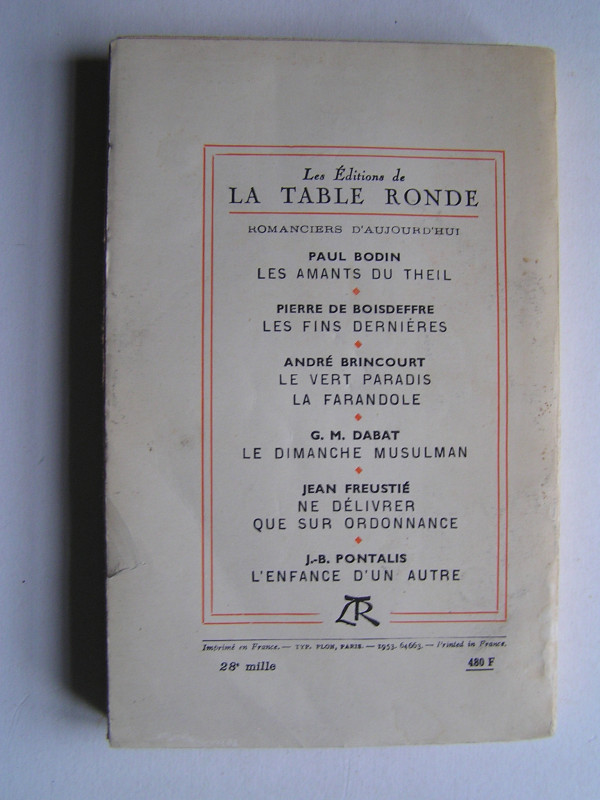 Les Éditions de
LA TABLE RONDE
ROMANCIERS D'AUJOURD'HUI
PAUL BODIN
LES AMANTS DU THEIL
PIERRE DE BOISDEFFRE
LES FINS DERNIÈRES
ANDRÉ BRINCOURT
LE VERT PARADIS
LA FARANDOLE
G. M. DABAT
LE DIMANCHE MUSULMAN
JEAN FREUSTIÉ
NE DÉLIVRER
QUE SUR ORDONNANCE
J.-B. PONTALIS
L'ENFANCE D'UN AUTRE
LTR
Imprimé en France. — TYP. PLON, PARIS. — 1953. 64663. — Printed in France.
28e mille 480 F